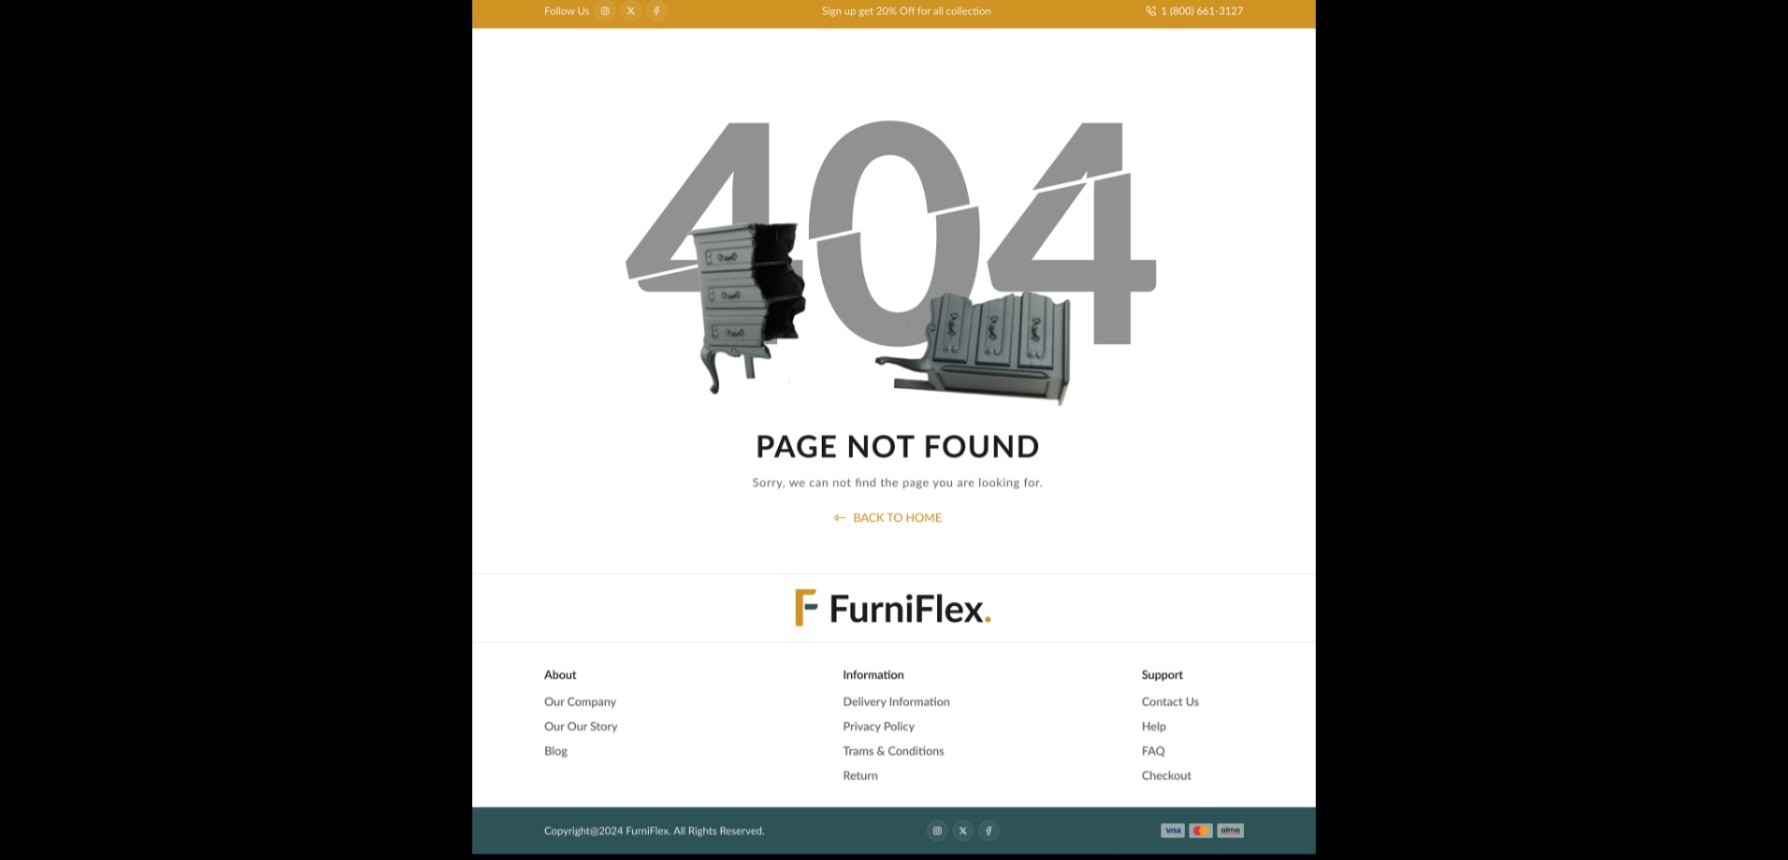 Follow Us
Sign up get 20% Off for all collection
1 (800) 661-3127
404
PAGE NOT FOUND
Sorry, we can not find the page you are looking for.
BACK TO HOME
FurniFlex.
About
Our Company
Our Our Story
Blog
Information
Delivery Information
Privacy Policy
Trams & Conditions
Return
Support
Contact Us
Help
FAQ
Checkout
Copyright@2024 FurniFlex. All Rights Reserved.
VISA
alma